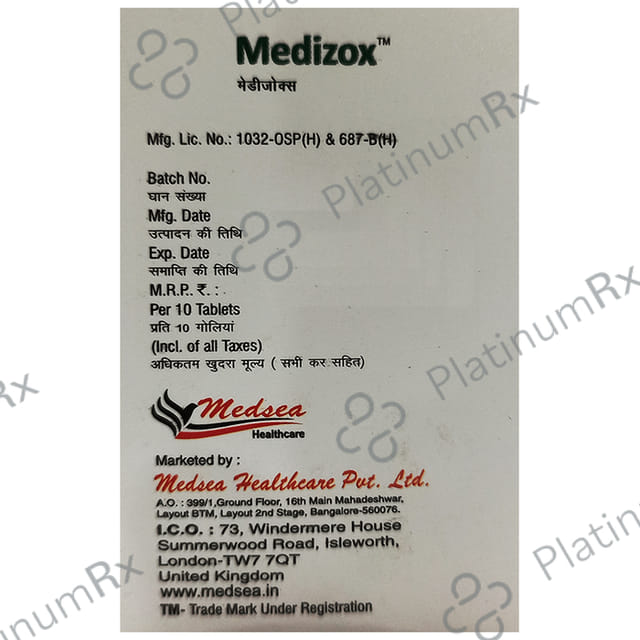 Medizox™
मेडीजोक्स
Mfg. Lic. No.: 1032-OSP(H) & 687-B(H)
Batch No.
घान संख्या
Mfg. Date
उत्पादन की तिथि
Exp. Date
समाप्ति की तिथि
M.R.P.. ₹. :
Per 10 Tablets
प्रति 10 गोलियां
(Incl. of all Taxes)
अधिकतम खुदरा मूल्य ( सभी कर सहित)
Medsea
Healthcare
Marketed by :
Medsea Healthcare Pvt. Ltd.
A.O. : 399/1,Ground Floor, 16th Main Mahadeshwar,
Layout BTM, Layout 2nd Stage, Bangalore-560076.
I.C.O. : 73, Windermere House
Summerwood Road, Isleworth,
London-TW7 7QT
United Kingdom
www.medsea.in
TM- Trade Mark Under Registration
PlatinumRx
PlatinumRx
PlatinumRx
Rx
PlatinumRx
tinumRx